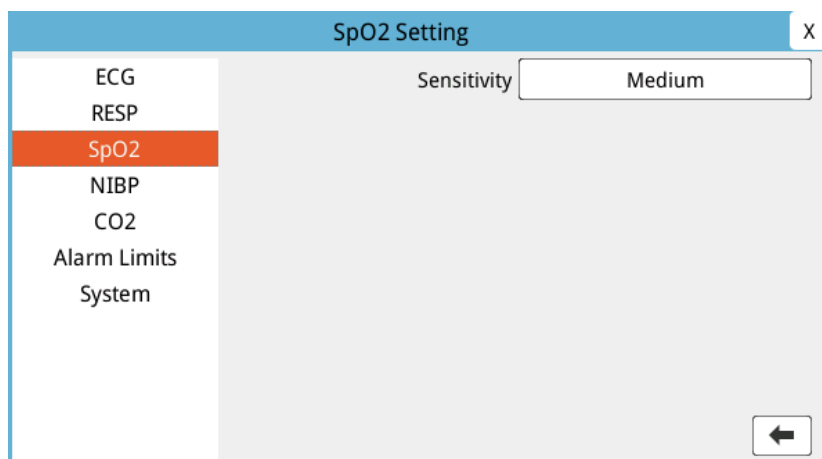 SpO2 Setting
X
ECG
RESP
SpO2
NIBP
CO2
Alarm Limits
System
Sensitivity
Medium